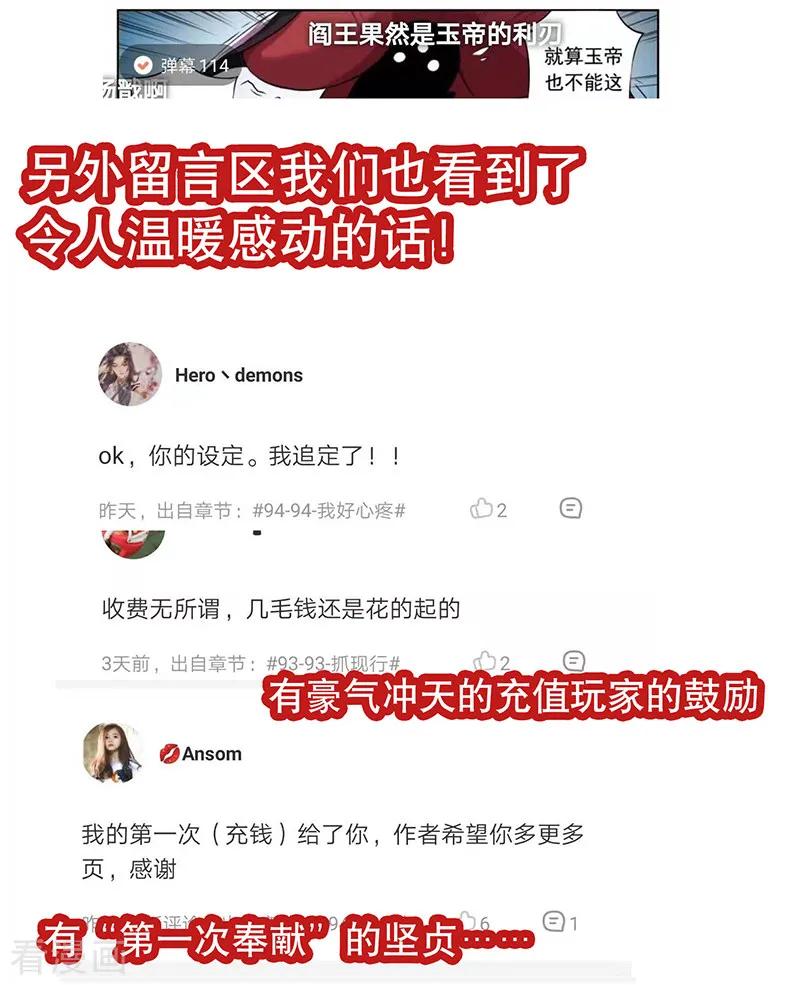 阎王果然是玉帝的利刃
弹幕 114
就算玉帝
也不能这
杨戬啊
另外留言区我们也看到了
令人温暖感动的话！
Hero丶demons
ok，你的设定。我追定了！！
昨天，出自章节：#94-94-我好心疼#
2
收费无所谓，几毛钱还是花的起的
3天前，出自章节：#93-93-抓现行#
2
有豪气冲天的充值玩家的鼓励
💋Ansom
我的第一次（充钱）给了你，作者希望你多更多
页，感谢
6
1
有“第一次奉献”的坚贞……
看漫画